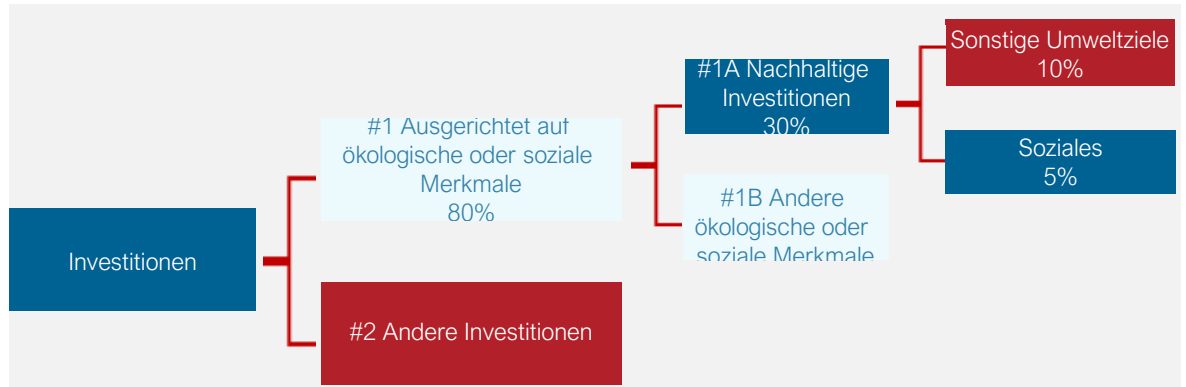 Investitionen
#1 Ausgerichtet auf
ökologische oder soziale
Merkmale
80%
#2 Andere Investitionen
#1A Nachhaltige
Investitionen
30%
#1B Andere
ökologische oder
soziale Merkmale
Sonstige Umweltziele
10%
Soziales
5%